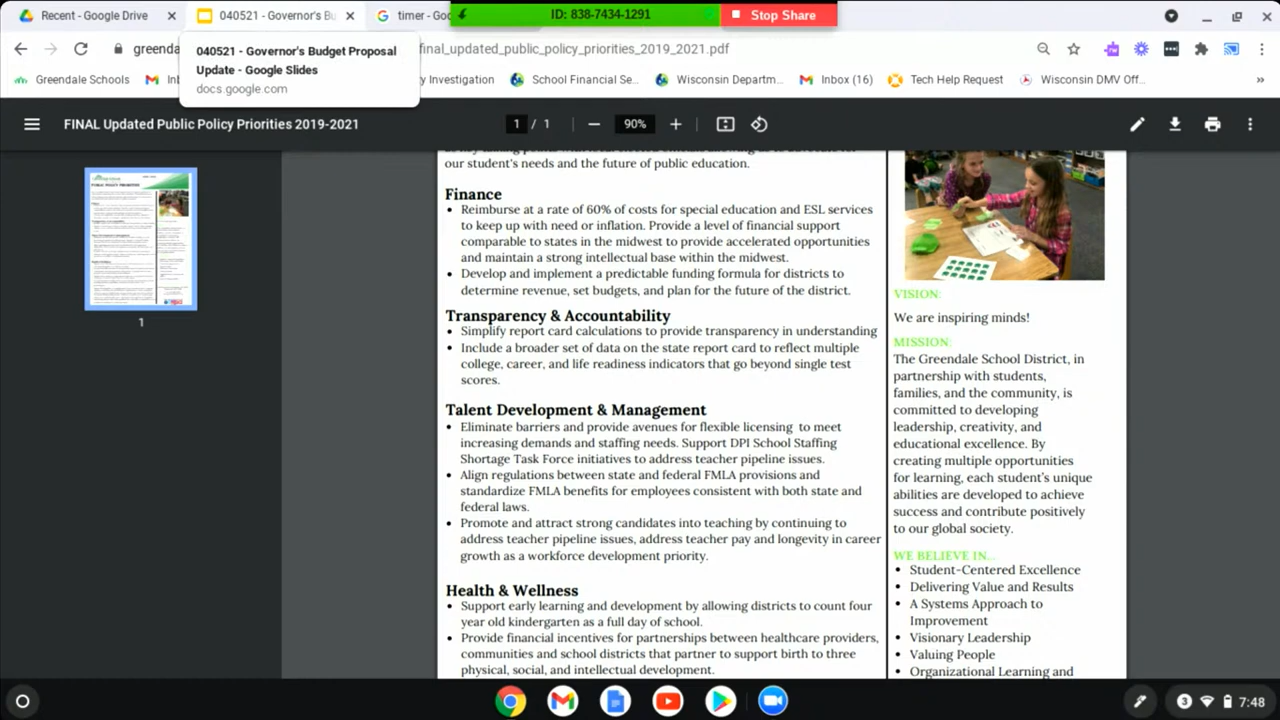 Recent - Google Drive
040521 - Governor's Bu
timer - Goo
ID: 838-7434-1291
Stop Share
greenda
final_updated_public_policy_priorities_2019_2021.pdf
040521 - Governor's Budget Proposal
Update - Google Slides
docs.google.com
Greendale Schools
Inb
y Investigation
School Financial Se...
Wisconsin Departm...
Inbox (16)
Tech Help Request
Wisconsin DMV Off...
»
FINAL Updated Public Policy Priorities 2019-2021
1 / 1
90%
1
our student's needs and the future of public education.
Finance
• Reimburse at a rate of 60% of costs for special education and ESL services
to keep up with need of inflation. Provide a level of financial support
comparable to states in the midwest to provide accelerated opportunities
and maintain a strong intellectual base within the midwest.
• Develop and implement a predictable funding formula for districts to
determine revenue, set budgets, and plan for the future of the district.
Transparency & Accountability
• Simplify report card calculations to provide transparency in understanding
• Include a broader set of data on the state report card to reflect multiple
college, career, and life readiness indicators that go beyond single test
scores.
Talent Development & Management
• Eliminate barriers and provide avenues for flexible licensing to meet
increasing demands and staffing needs. Support DPI School Staffing
Shortage Task Force initiatives to address teacher pipeline issues.
• Align regulations between state and federal FMLA provisions and
standardize FMLA benefits for employees consistent with both state and
federal laws.
• Promote and attract strong candidates into teaching by continuing to
address teacher pipeline issues, address teacher pay and longevity in career
growth as a workforce development priority.
Health & Wellness
• Support early learning and development by allowing districts to count four
year old kindergarten as a full day of school.
• Provide financial incentives for partnerships between healthcare providers,
communities and school districts that partner to support birth to three
physical, social, and intellectual development.
VISION:
We are inspiring minds!
MISSION:
The Greendale School District, in
partnership with students,
families, and the community, is
committed to developing
leadership, creativity, and
educational excellence. By
creating multiple opportunities
for learning, each student's unique
abilities are developed to achieve
success and contribute positively
to our global society.
WE BELIEVE IN...
• Student-Centered Excellence
• Delivering Value and Results
• A Systems Approach to
Improvement
• Visionary Leadership
• Valuing People
• Organizational Learning and
3
7:48